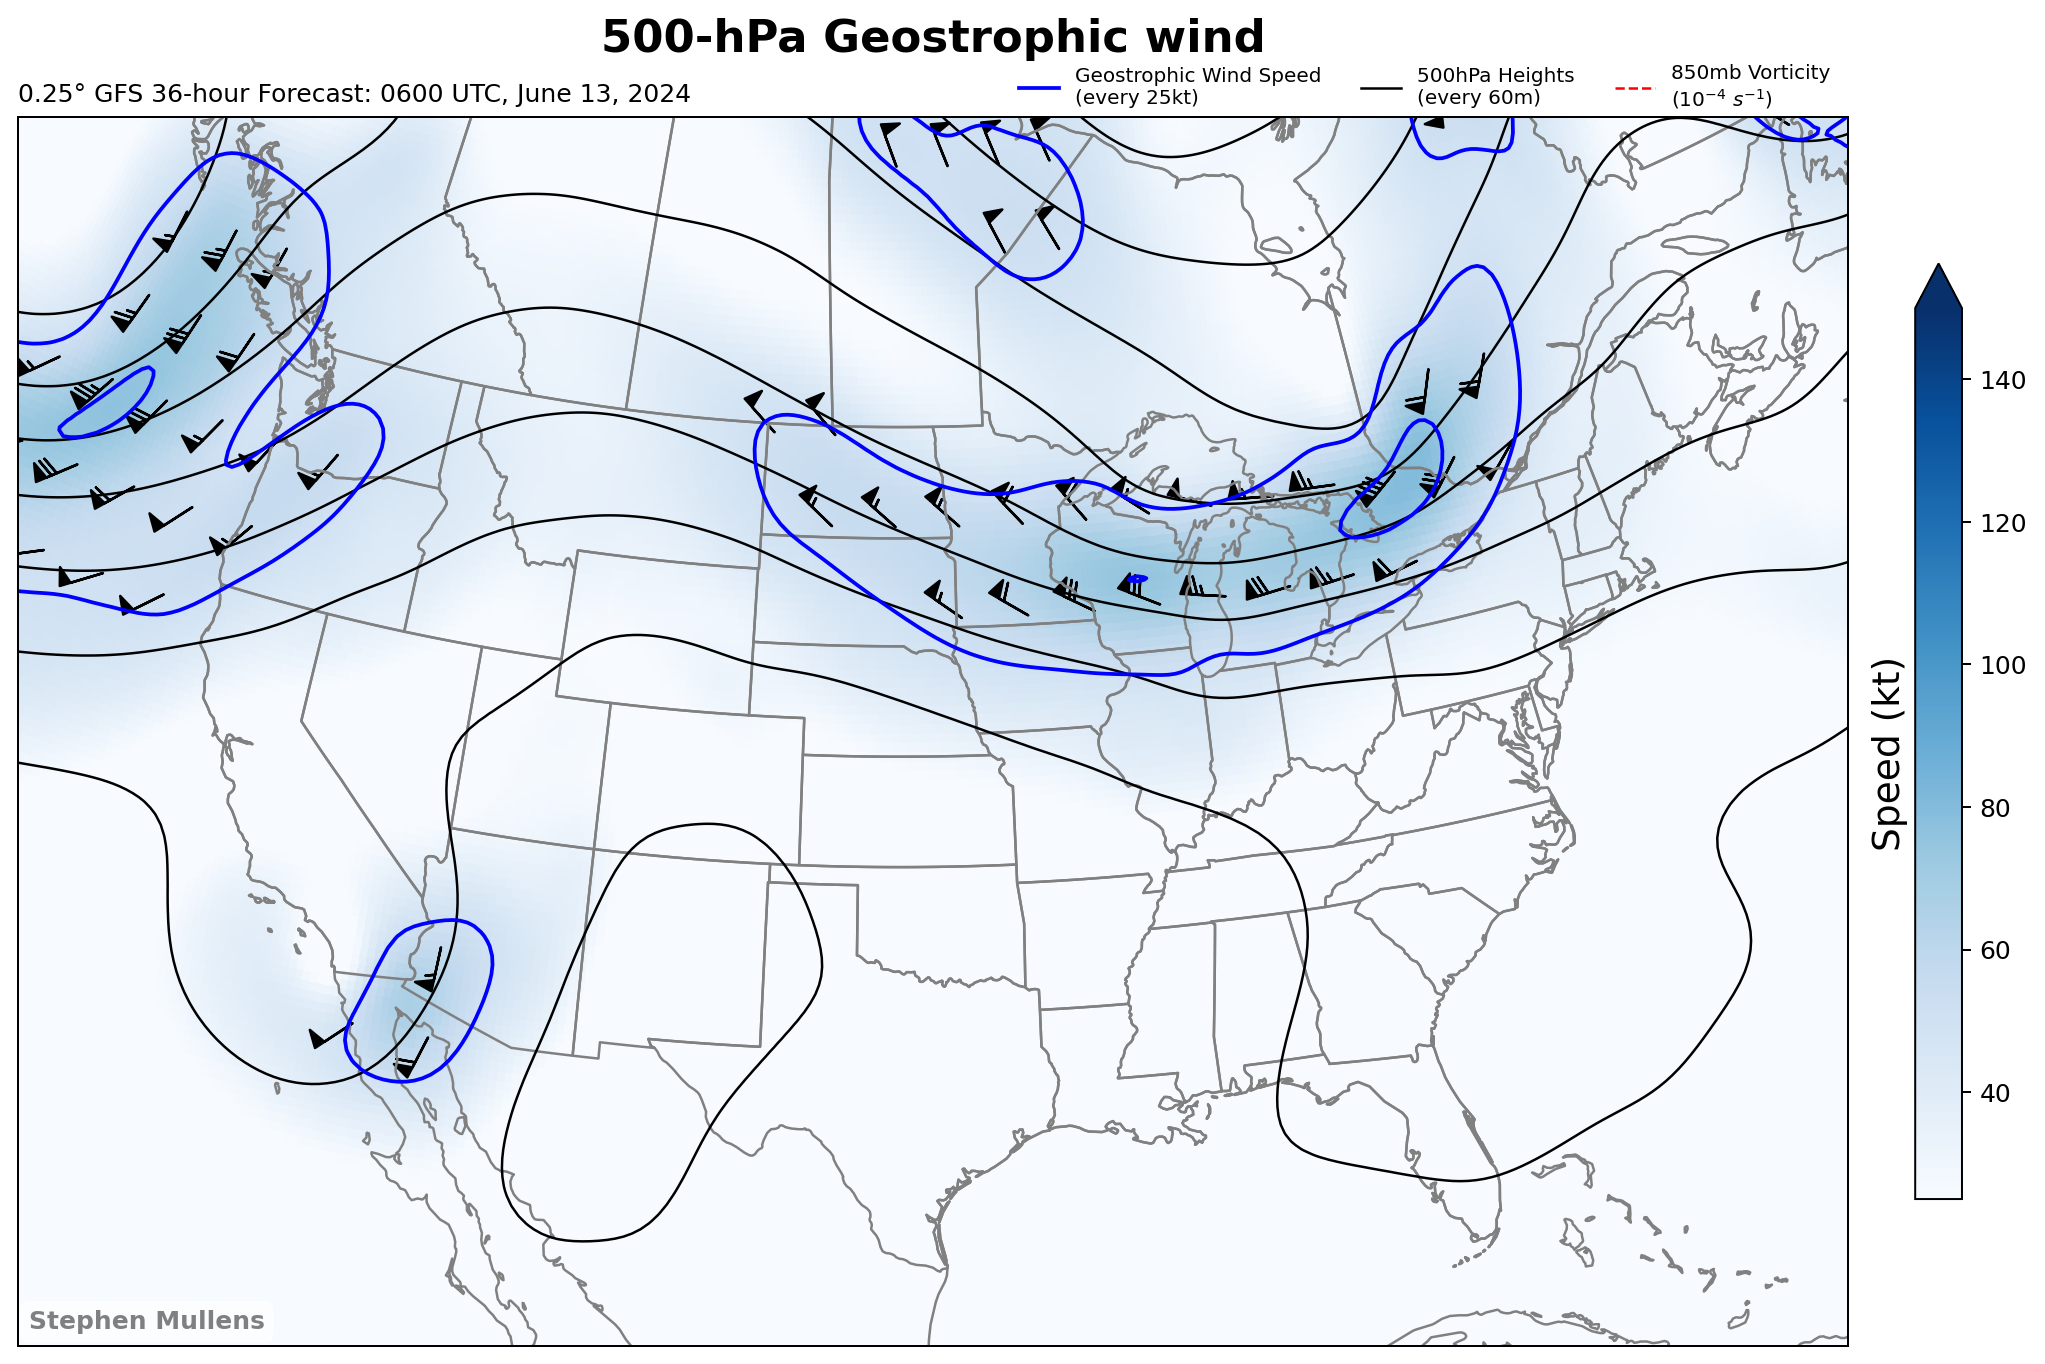 500-hPa Geostrophic wind
0.25° GFS 36-hour Forecast: 0600 UTC, June 13, 2024
Geostrophic Wind Speed
(every 25kt)
500hPa Heights
(every 60m)
850mb Vorticity
(10⁻⁴ s⁻¹)
140
120
100
80
60
40
Speed (kt)
Stephen Mullens